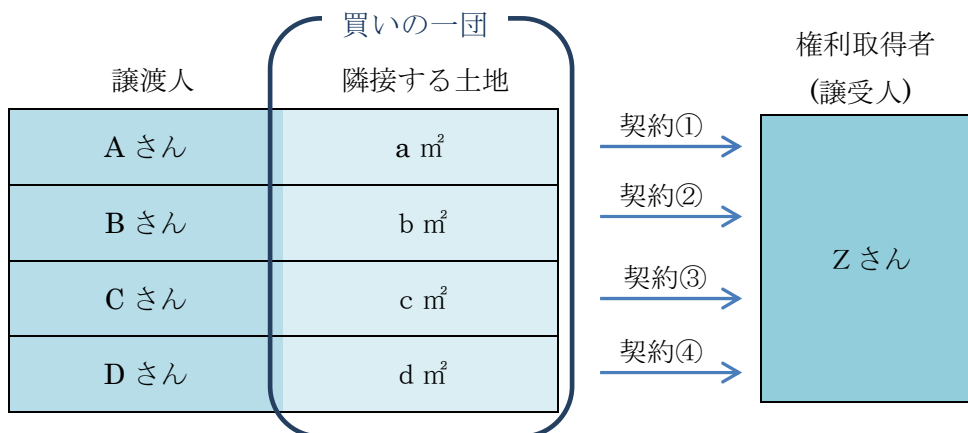 買いの一団
譲渡人
隣接する土地
権利取得者
(譲受人)
A さん
a ㎡
契約①
B さん
b ㎡
契約②
C さん
c ㎡
契約③
D さん
d ㎡
契約④
Z さん